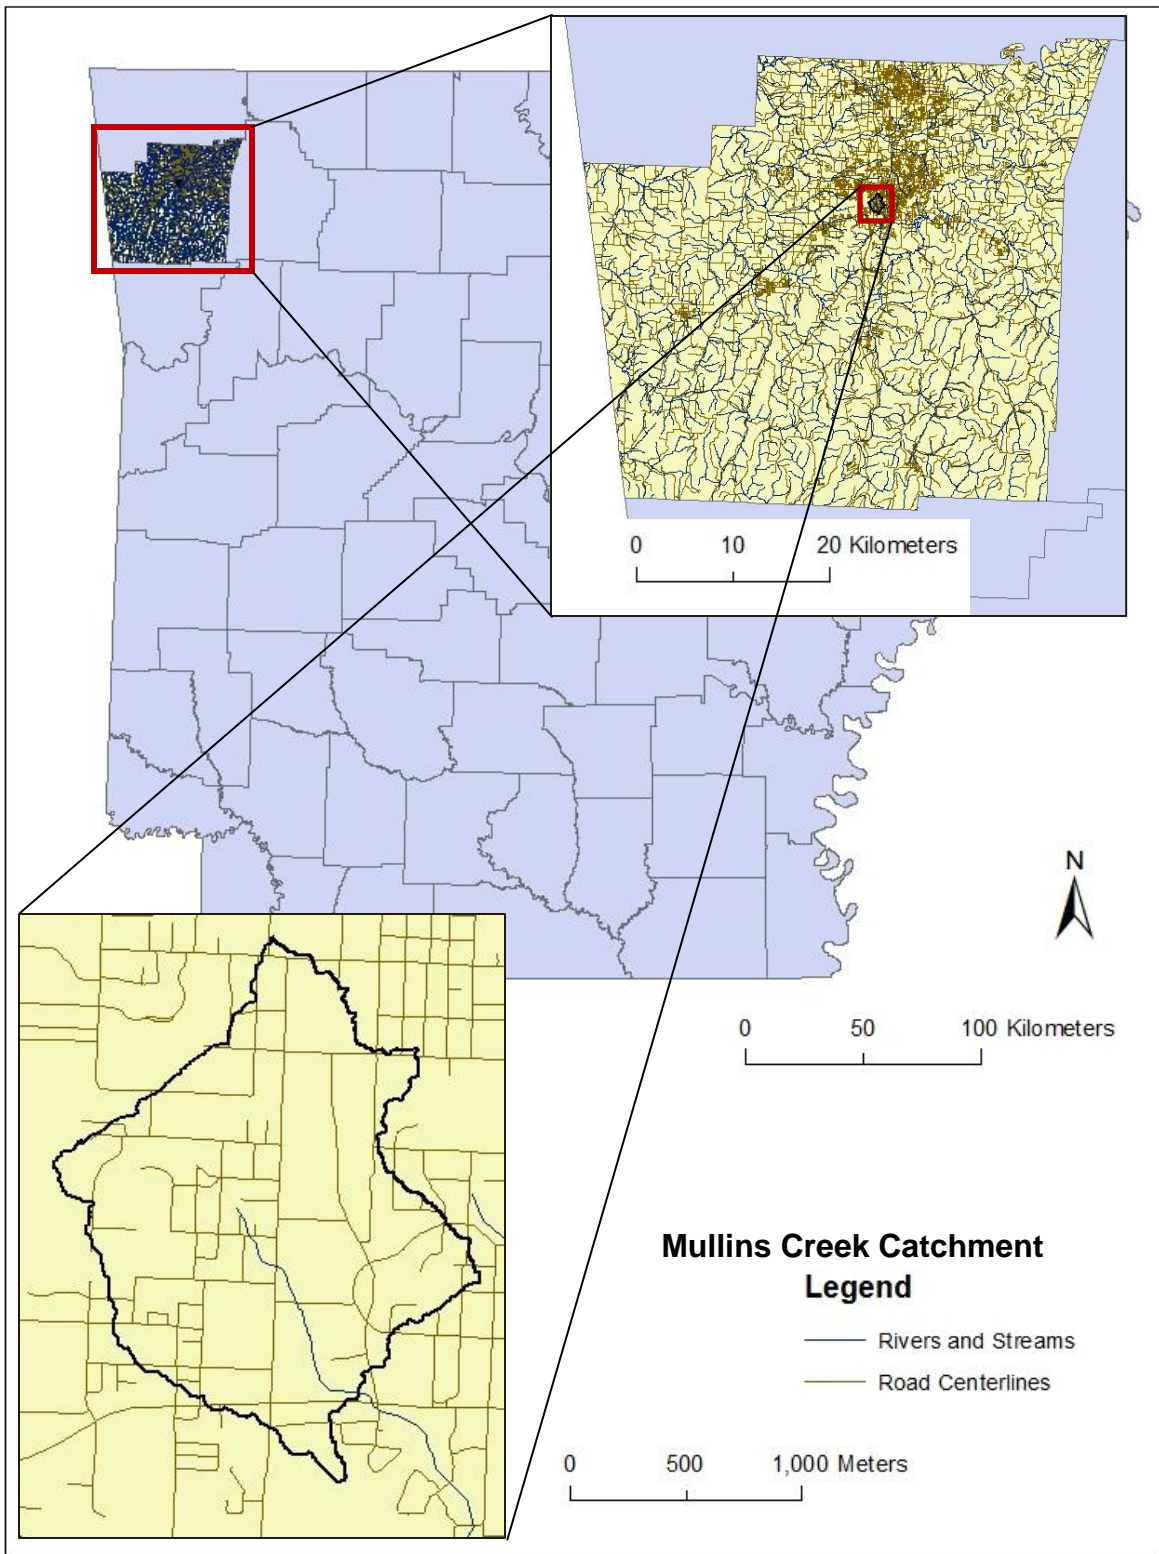 0 10 20 Kilometers
N
0 50 100 Kilometers
Mullins Creek Catchment
Legend
Rivers and Streams
Road Centerlines
0 500 1,000 Meters